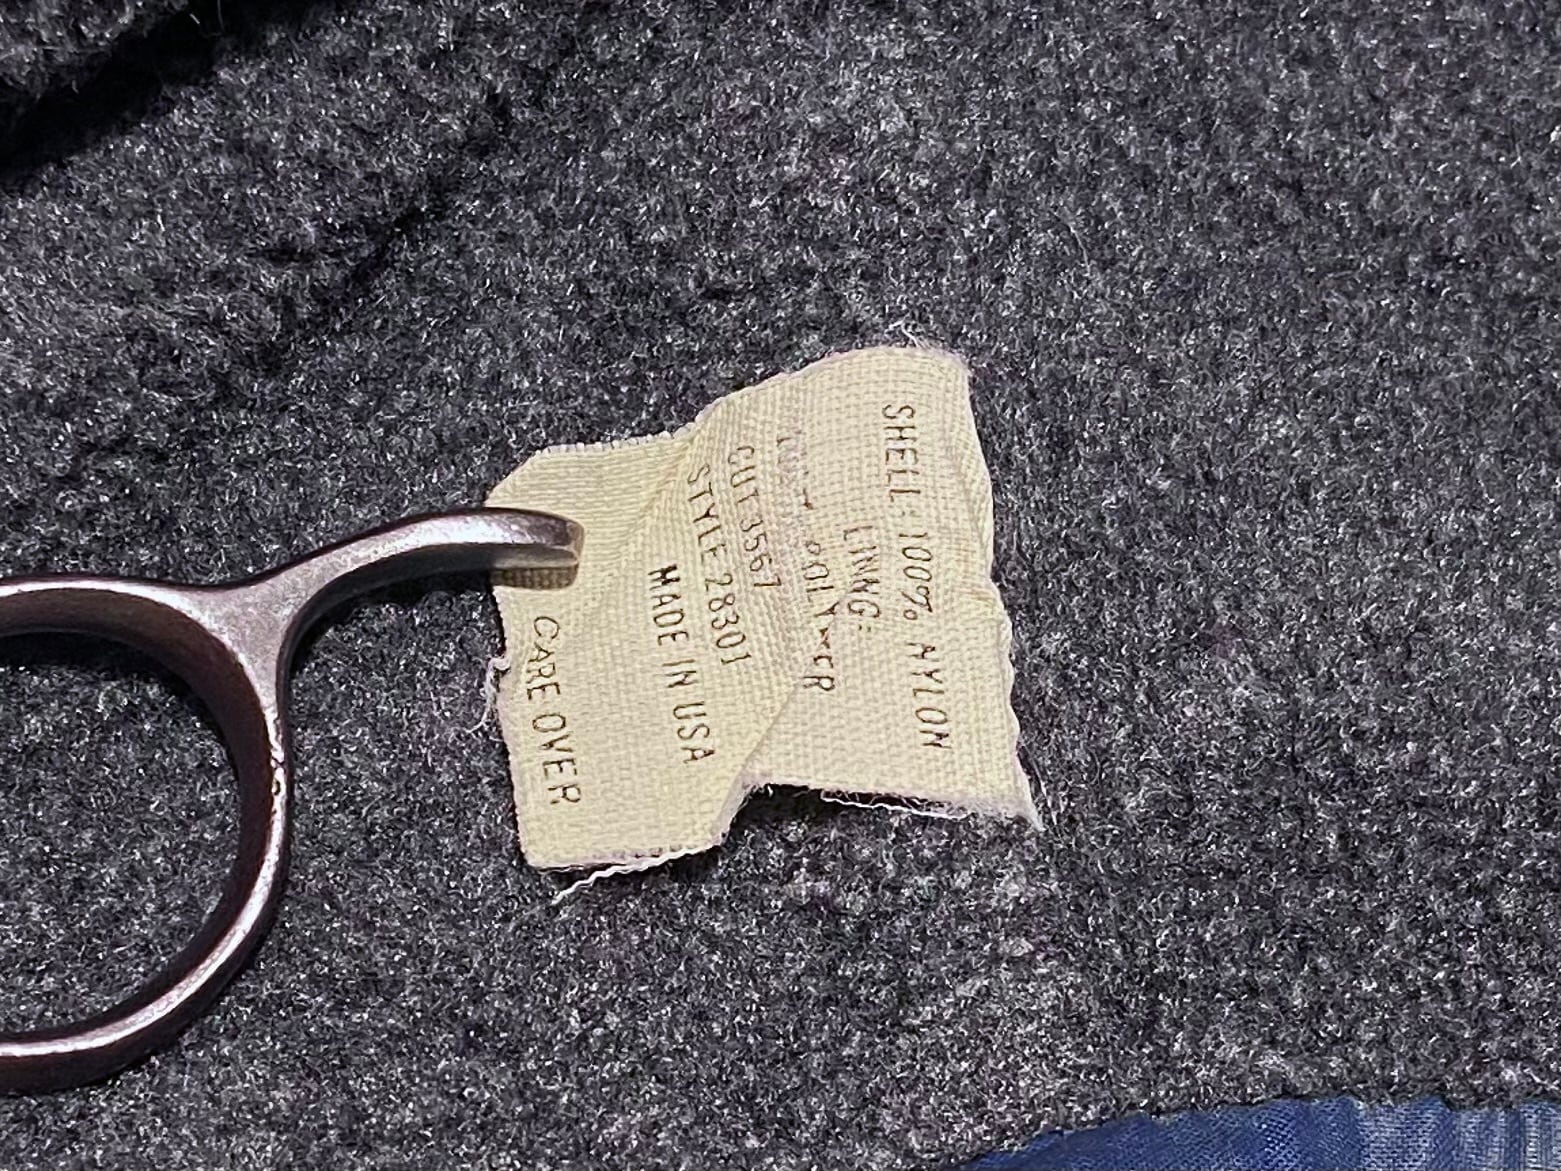 SHELL: 100% NYLON
LINING:
CUT 3567
STYLE 28301
MADE IN USA
CARE OVER